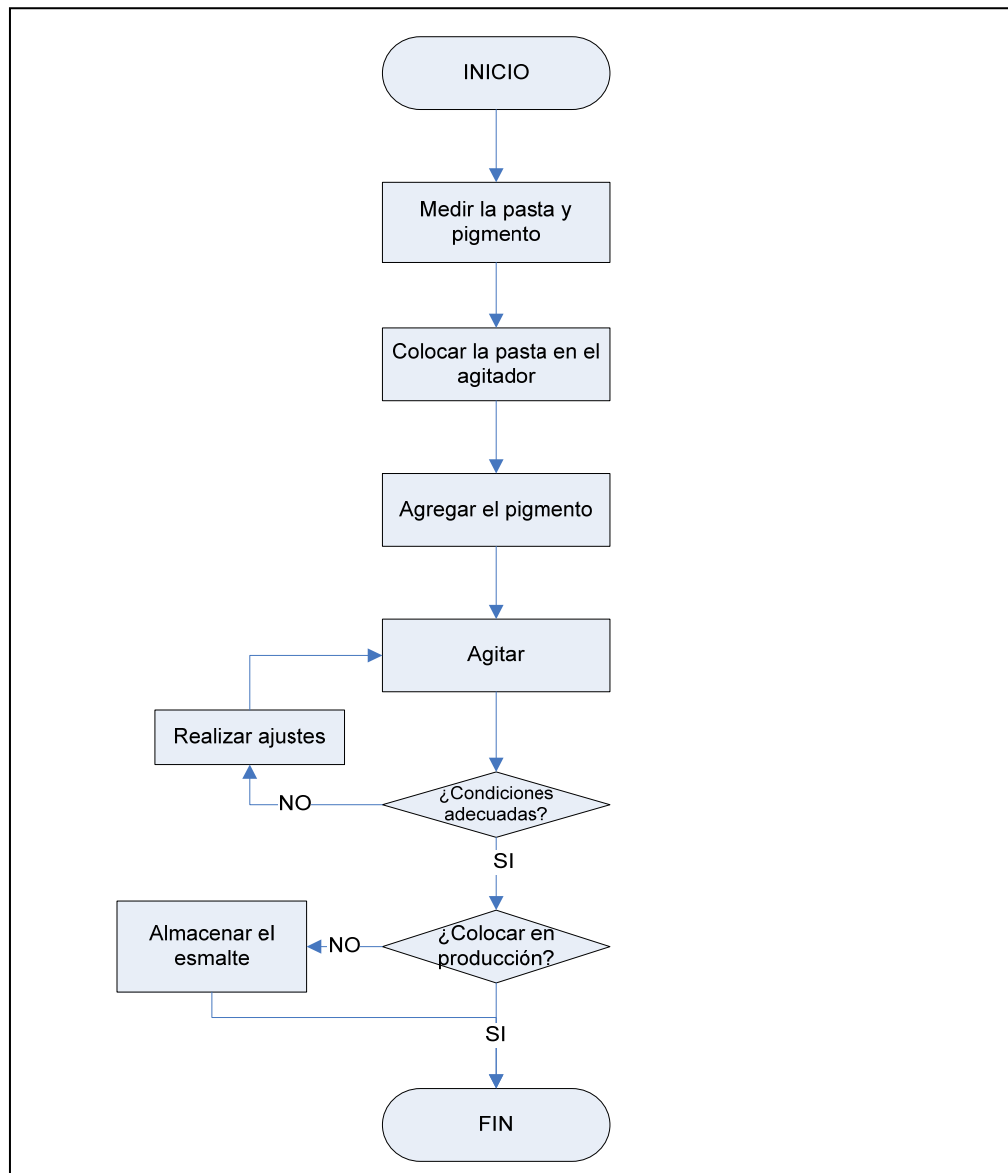 INICIO
Medir la pasta y
pigmento
Colocar la pasta en el
agitador
Agregar el pigmento
Agitar
Realizar ajustes
¿Condiciones
adecuadas?
NO
SI
¿Colocar en
producción?
NO
Almacenar el
esmalte
SI
FIN